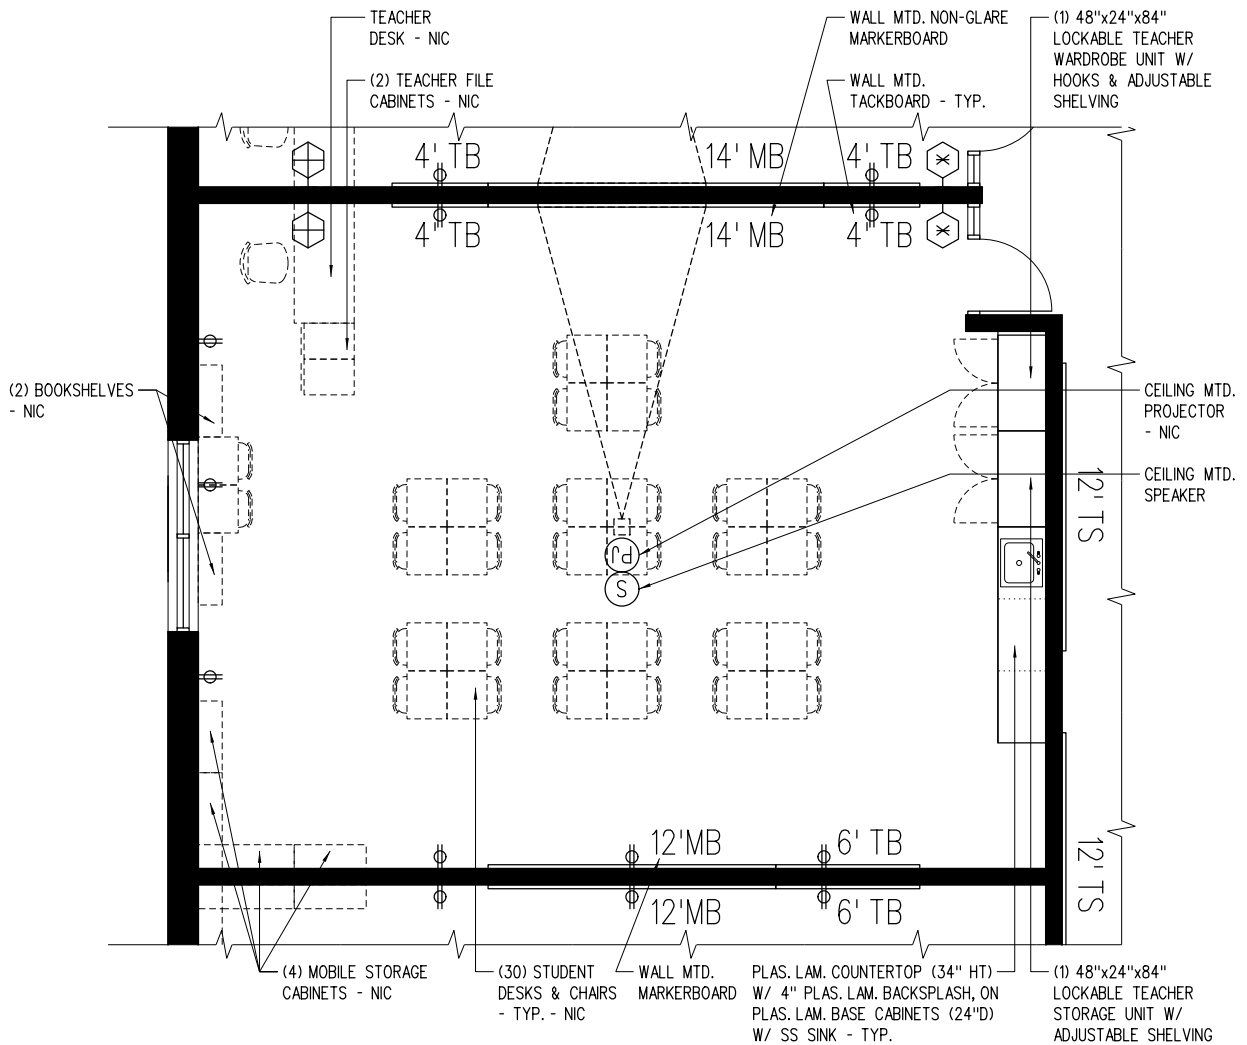 TEACHER
DESK - NIC
(2) TEACHER FILE
CABINETS - NIC
WALL MTD. NON-GLARE
MARKERBOARD
WALL MTD.
TACKBOARD - TYP.
(1) 48"x24"x84"
LOCKABLE TEACHER
WARDROBE UNIT W/
HOOKS & ADJUSTABLE
SHELVING
4' TB
14' MB
4' TB
4' TB
14' MB
4' TB
(2) BOOKSHELVES
- NIC
CEILING MTD.
PROJECTOR
- NIC
CEILING MTD.
SPEAKER
12' TS
PJ
S
12'MB
6' TB
12' TS
12'MB
6' TB
(4) MOBILE STORAGE
CABINETS - NIC
(30) STUDENT
DESKS & CHAIRS
- TYP. - NIC
WALL MTD.
MARKERBOARD
PLAS. LAM. COUNTERTOP (34" HT)
W/ 4" PLAS. LAM. BACKSPLASH, ON
PLAS. LAM. BASE CABINETS (24"D)
W/ SS SINK - TYP.
(1) 48"x24"x84"
LOCKABLE TEACHER
STORAGE UNIT W/
ADJUSTABLE SHELVING